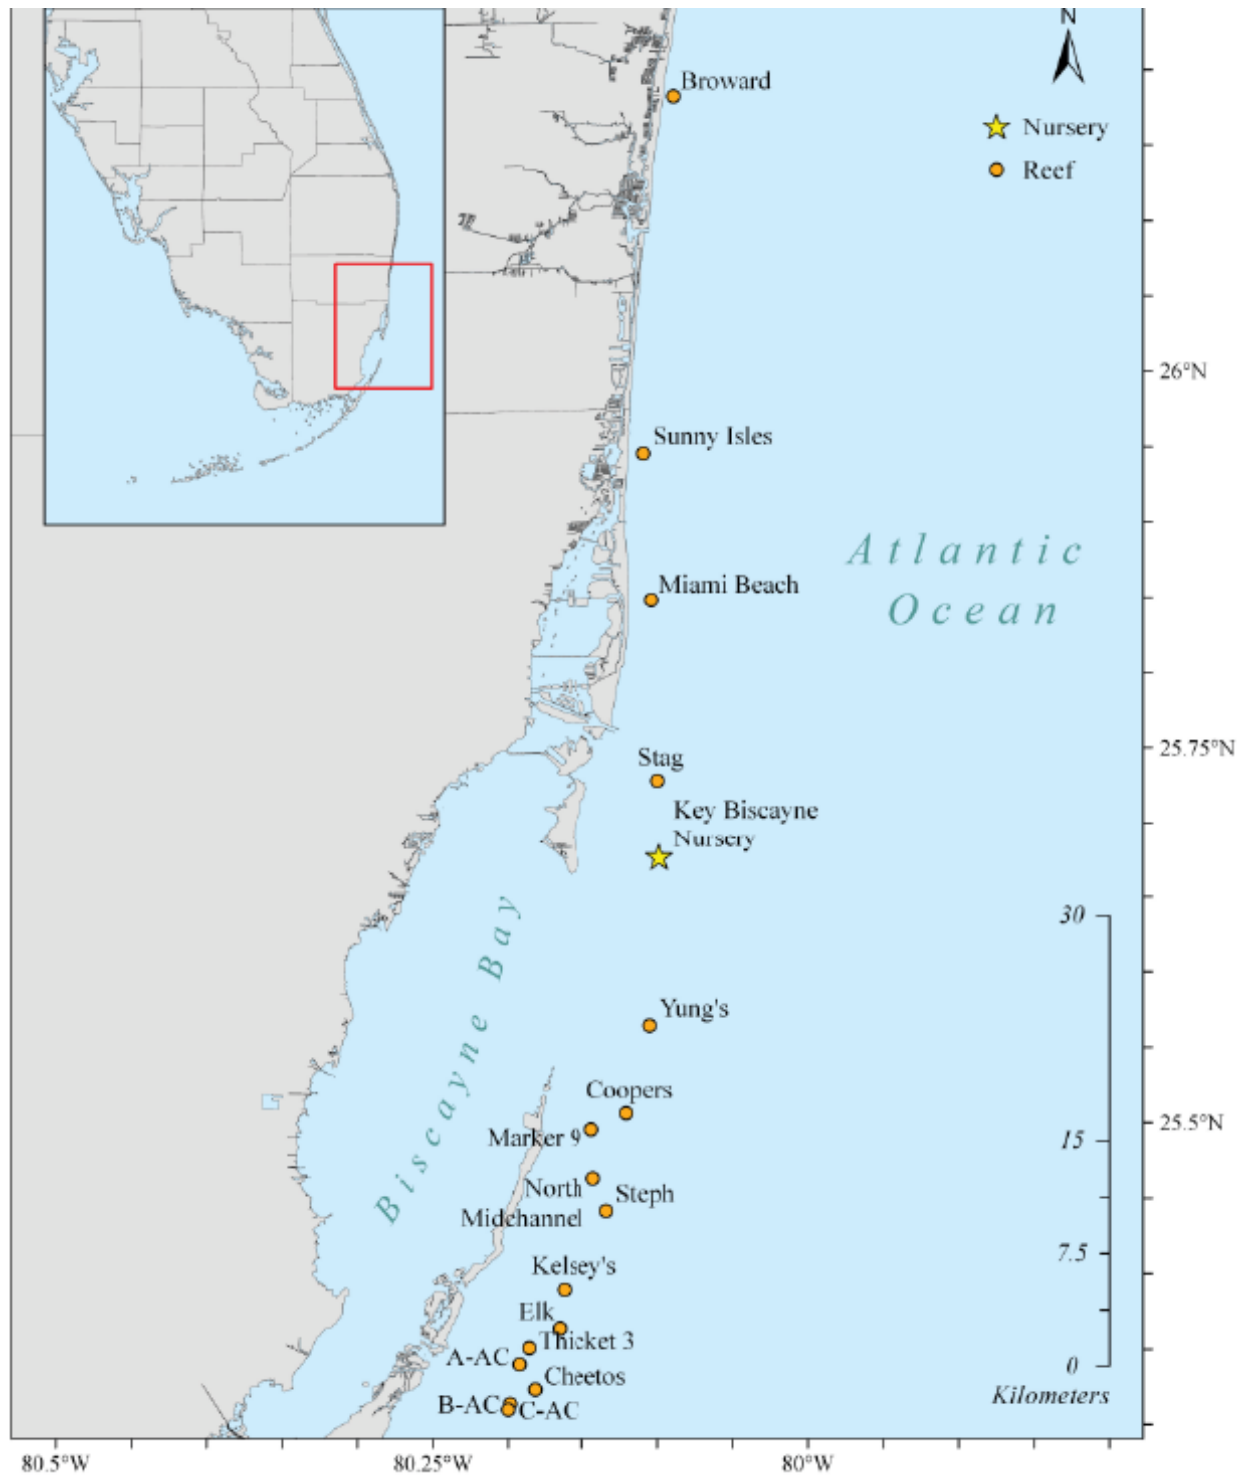 N
Broward
Nursery
Reef
26°N
Sunny Isles
Atlantic
Ocean
Miami Beach
25.75°N
Stag
Key Biscayne
Nursery
Biscayne Bay
30
Yung's
Coopers
25.5°N
Marker 9
15
North
Midchannel
Steph
7.5
Kelsey's
Elk
Thicket 3
A-AC
0
Cheetos
Kilometers
B-AC
C-AC
80.5°W
80.25°W
80°W